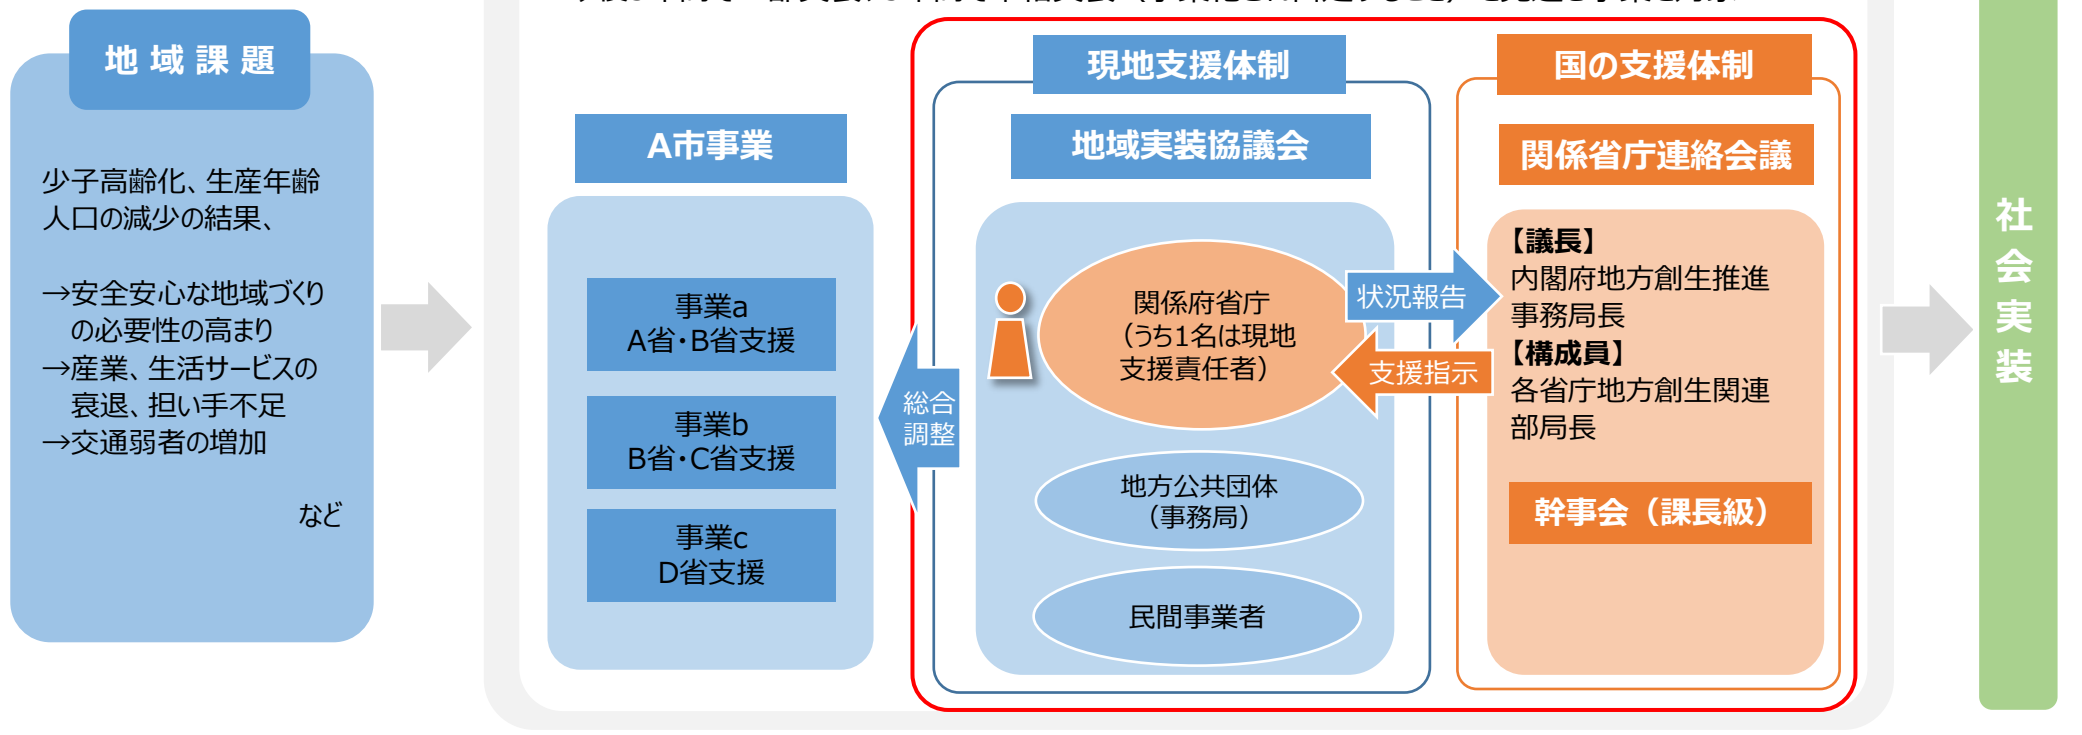 地域課題
少子高齢化、生産年齢
人口の減少の結果、
→安全安心な地域づくり
の必要性の高まり
→産業、生活サービスの
衰退、担い手不足
→交通弱者の増加
など
A市事業
事業a
A省・B省支援
事業b
B省・C省支援
事業c
D省支援
総合
調整
現地支援体制
地域実装協議会
関係府省庁
（うち1名は現地
支援責任者）
地方公共団体
（事務局）
民間事業者
状況報告
支援指示
国の支援体制
関係省庁連絡会議
【議長】
内閣府地方創生推進
事務局長
【構成員】
各省庁地方創生関連
部局長
幹事会（課長級）
社会実装